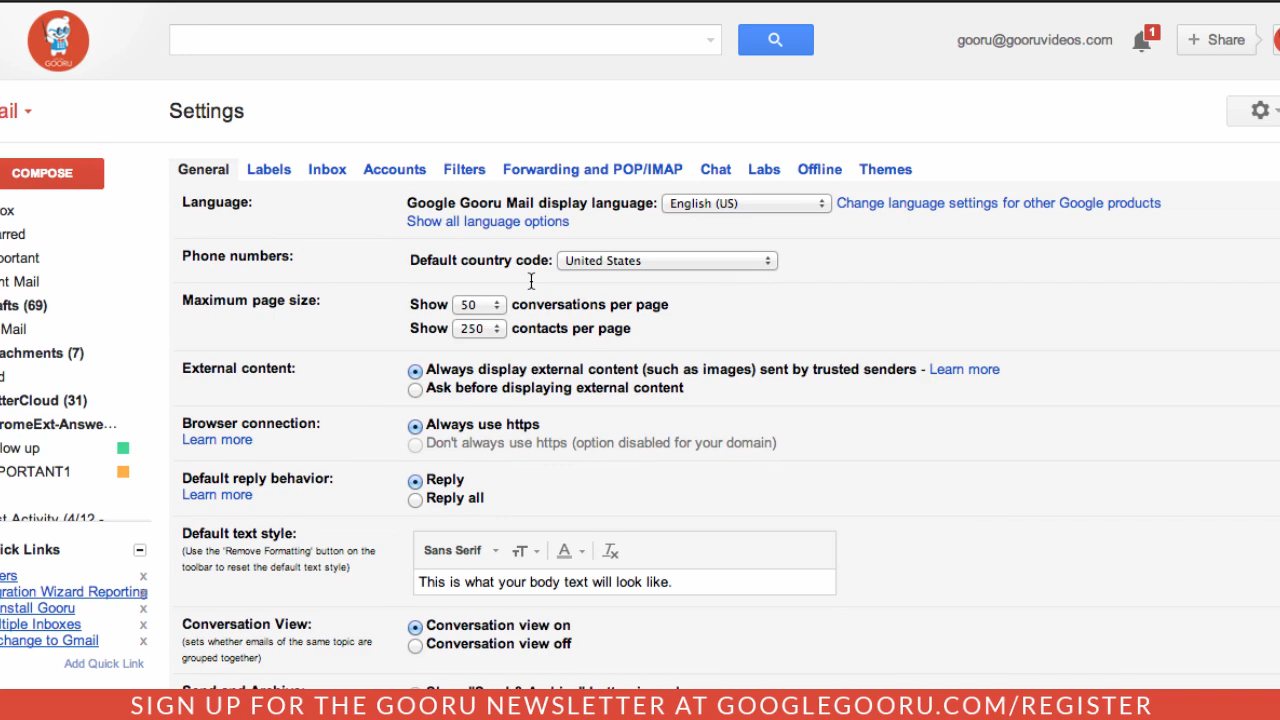 GOORU
gooru@gooruvideos.com
1
+ Share
ail
Settings
General Labels Inbox Accounts Filters Forwarding and POP/IMAP Chat Labs Offline Themes
COMPOSE
ox
arred
ortant
nt Mail
afts (69)
Mail
tachments (7)
d
tterCloud (31)
romeExt-Answe...
low up
PORTANT1
st Activity (4/12 -
ick Links
ers
gration Wizard Reporting
nstall Gooru
ltiple Inboxes
change to Gmail
x
x
x
x
x
Add Quick Link
Language:
Google Gooru Mail display language: English (US) Change language settings for other Google products
Show all language options
Phone numbers:
Default country code: United States
Maximum page size:
Show 50 conversations per page
Show 250 contacts per page
External content:
Always display external content (such as images) sent by trusted senders - Learn more
Ask before displaying external content
Browser connection:
Learn more
Always use https
Don't always use https (option disabled for your domain)
Default reply behavior:
Learn more
Reply
Reply all
Default text style:
(Use the 'Remove Formatting' button on the
toolbar to reset the default text style)
Sans Serif
This is what your body text will look like.
Conversation View:
(sets whether emails of the same topic are
grouped together)
Conversation view on
Conversation view off
SIGN UP FOR THE GOORU NEWSLETTER AT GOOGLEGOORU.COM/REGISTER